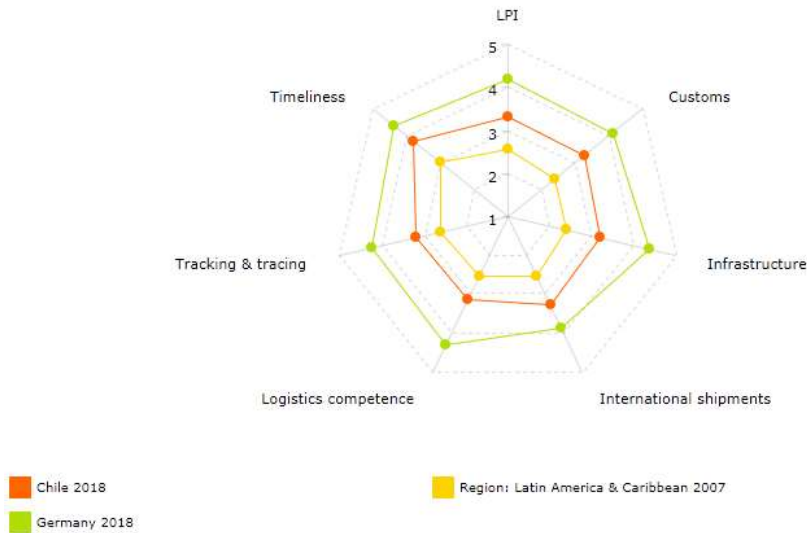 LPI
5
Timeliness
4
Customs
3
2
1
Tracking & tracing
Infrastructure
Logistics competence
International shipments
Chile 2018
Region: Latin America & Caribbean 2007
Germany 2018